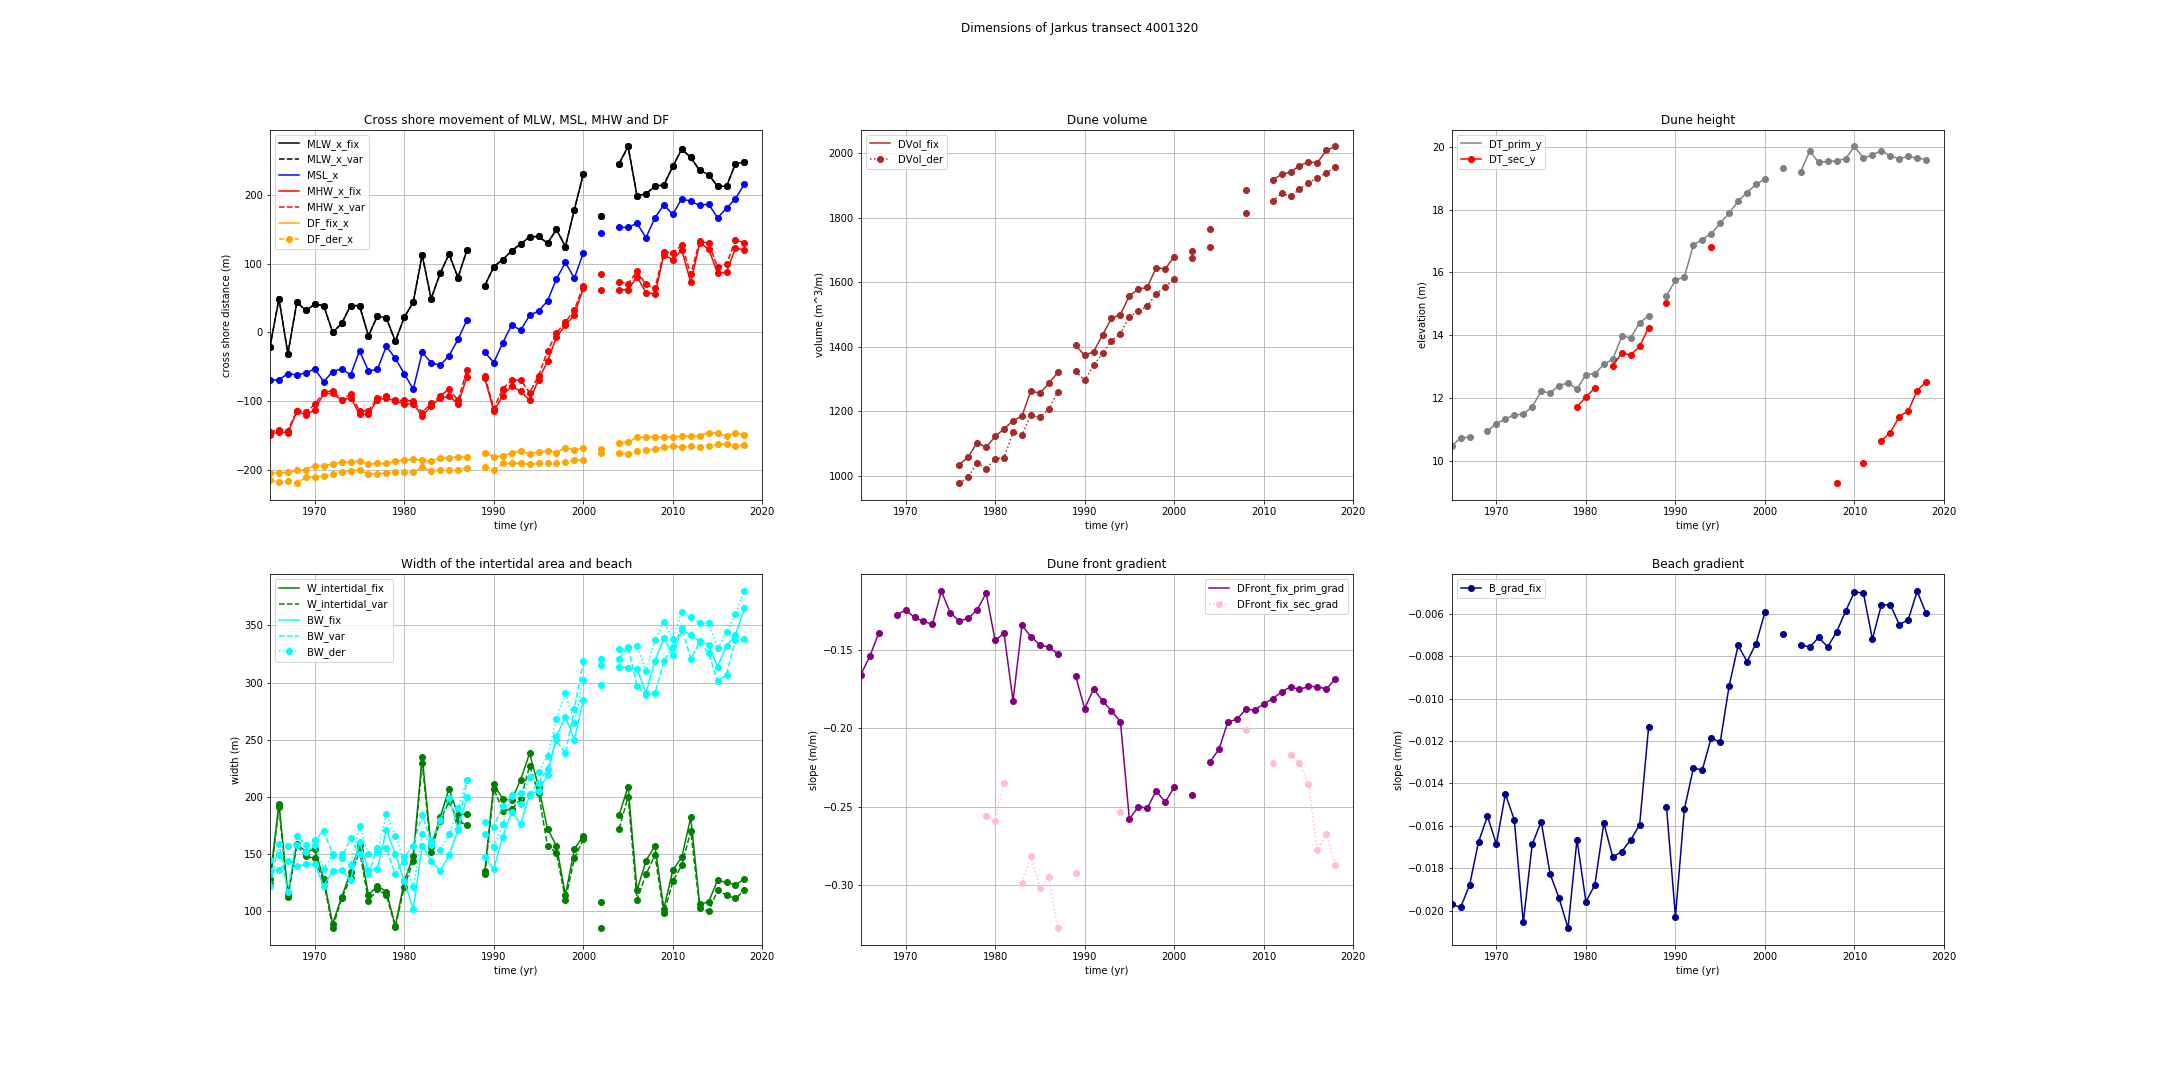 Dimensions of Jarkus transect 4001320
Cross shore movement of MLW, MSL, MHW and DF
MLW_x_fix
MLW_x_var
MSL_x
MHW_x_fix
MHW_x_var
DF_fix_x
DF_der_x
cross shore distance (m)
200
100
0
−100
−200
1970
1980
1990
2000
2010
2020
time (yr)
Dune volume
DVol_fix
DVol_der
volume (m^3/m)
2000
1800
1600
1400
1200
1000
1970
1980
1990
2000
2010
2020
time (yr)
Dune height
DT_prim_y
DT_sec_y
elevation (m)
20
18
16
14
12
10
1970
1980
1990
2000
2010
2020
time (yr)
Width of the intertidal area and beach
W_intertidal_fix
W_intertidal_var
BW_fix
BW_var
BW_der
width (m)
350
300
250
200
150
100
1970
1980
1990
2000
2010
2020
time (yr)
Dune front gradient
DFront_fix_prim_grad
DFront_fix_sec_grad
slope (m/m)
−0.15
−0.20
−0.25
−0.30
1970
1980
1990
2000
2010
2020
time (yr)
Beach gradient
B_grad_fix
slope (m/m)
−0.006
−0.008
−0.010
−0.012
−0.014
−0.016
−0.018
−0.020
1970
1980
1990
2000
2010
2020
time (yr)